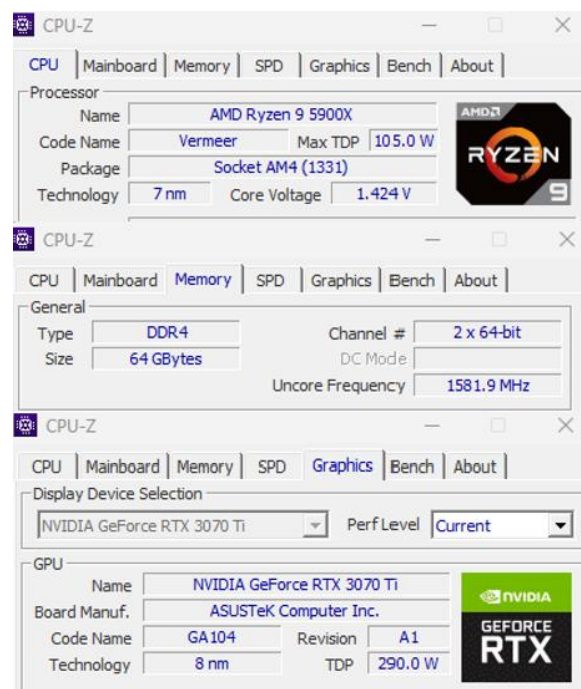 CPU-Z
CPU Mainboard Memory SPD Graphics Bench About
Processor
Name AMD Ryzen 9 5900X
Code Name Vermeer Max TDP 105.0 W
Package Socket AM4 (1331)
Technology 7 nm Core Voltage 1.424 V
AMD
RYZEN
9
CPU-Z
CPU Mainboard Memory SPD Graphics Bench About
General
Type DDR4 Channel # 2 x 64-bit
Size 64 GBytes DC Mode
Uncore Frequency 1581.9 MHz
CPU-Z
CPU Mainboard Memory SPD Graphics Bench About
Display Device Selection
NVIDIA GeForce RTX 3070 Ti Perf Level Current
GPU
Name NVIDIA GeForce RTX 3070 Ti
Board Manuf. ASUSTeK Computer Inc.
Code Name GA104 Revision A1
Technology 8 nm TDP 290.0 W
NVIDIA
GEFORCE
RTX